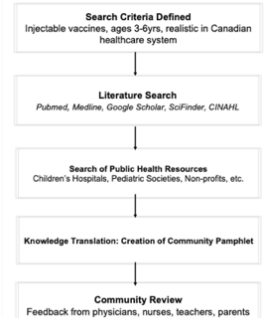 Search Criteria Defined
Injectable vaccines, ages 3-6yrs, realistic in Canadian
healthcare system
Literature Search
Pubmed, Medline, Google Scholar, SciFinder, CINAHL
Search of Public Health Resources
Children's Hospitals, Pediatric Societies, Non-profits, etc.
Knowledge Translation: Creation of Community Pamphlet
Community Review
Feedback from physicians, nurses, teachers, parents